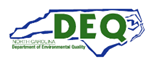 DEQ
NORTH CAROLINA
Department of Environmental Quality